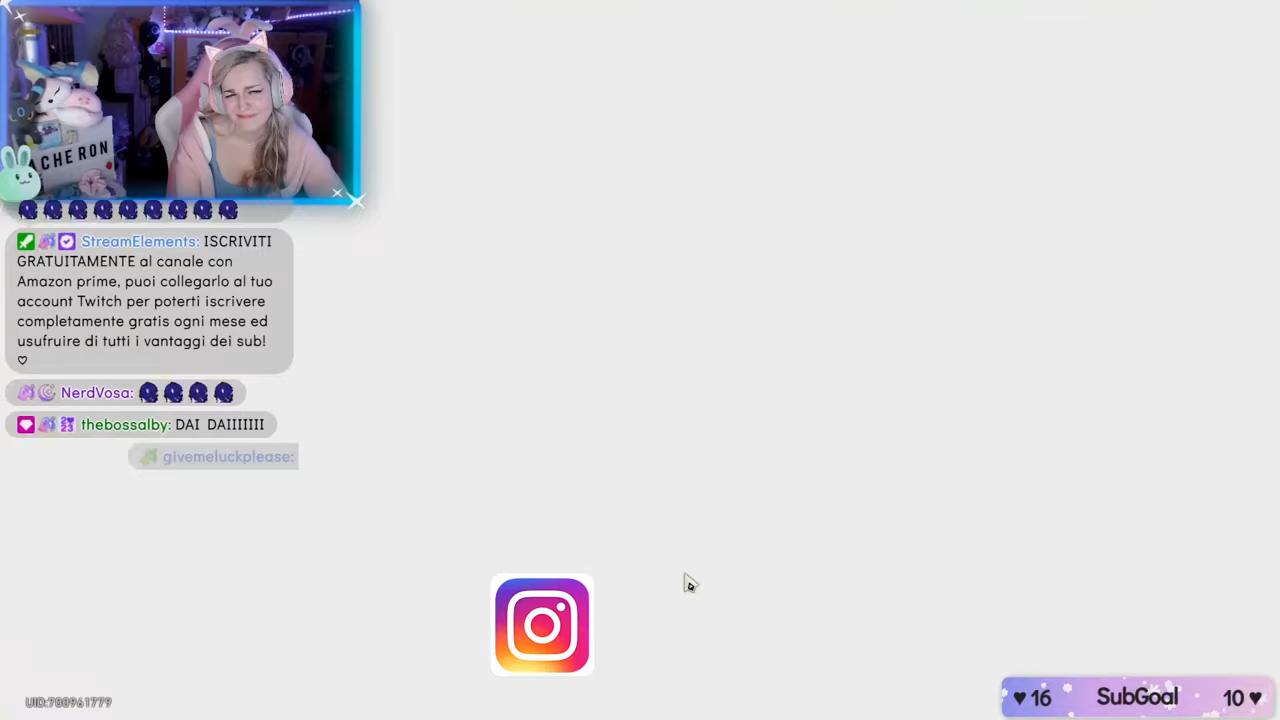 ACHERON
StreamElements: ISCRIVITI
GRATUITAMENTE al canale con
Amazon prime, puoi collegarlo al tuo
account Twitch per poterti iscrivere
completamente gratis ogni mese ed
usufruire di tutti i vantaggi dei sub!
♡
NerdVosa:
thebossalby: DAI DAIIIIIII
givemeluckplease:
UID:700961779
♥ 16 SubGoal 10 ♥